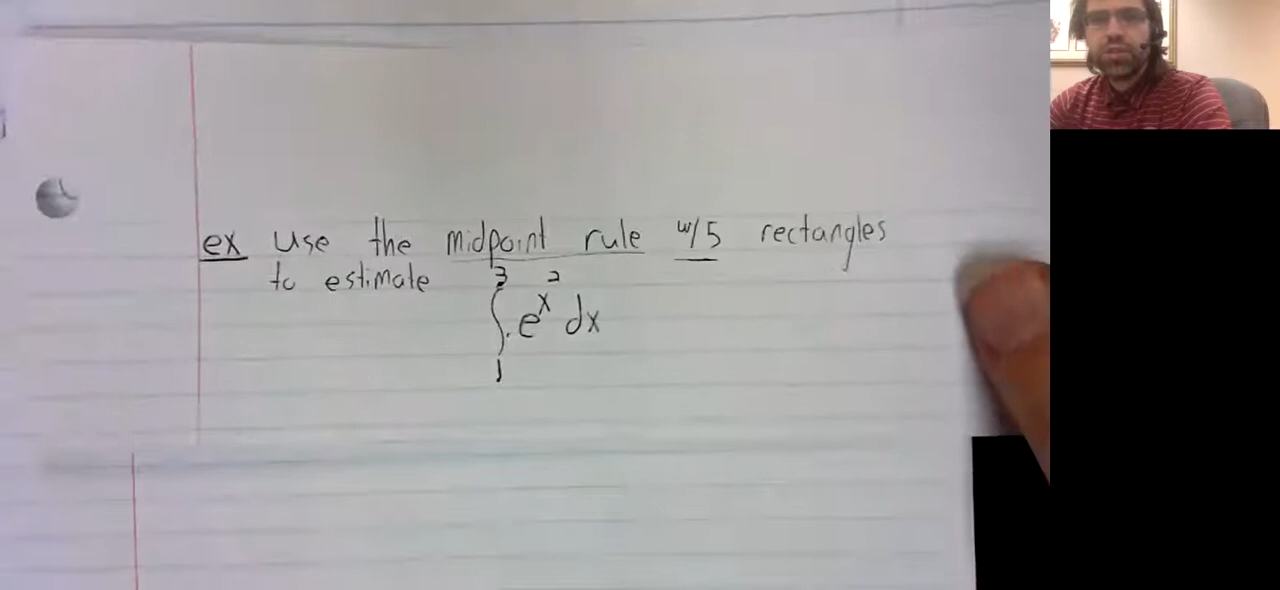 ex use the midpoint rule w/5 rectangles
to estimate
∫₁³ e^x² dx